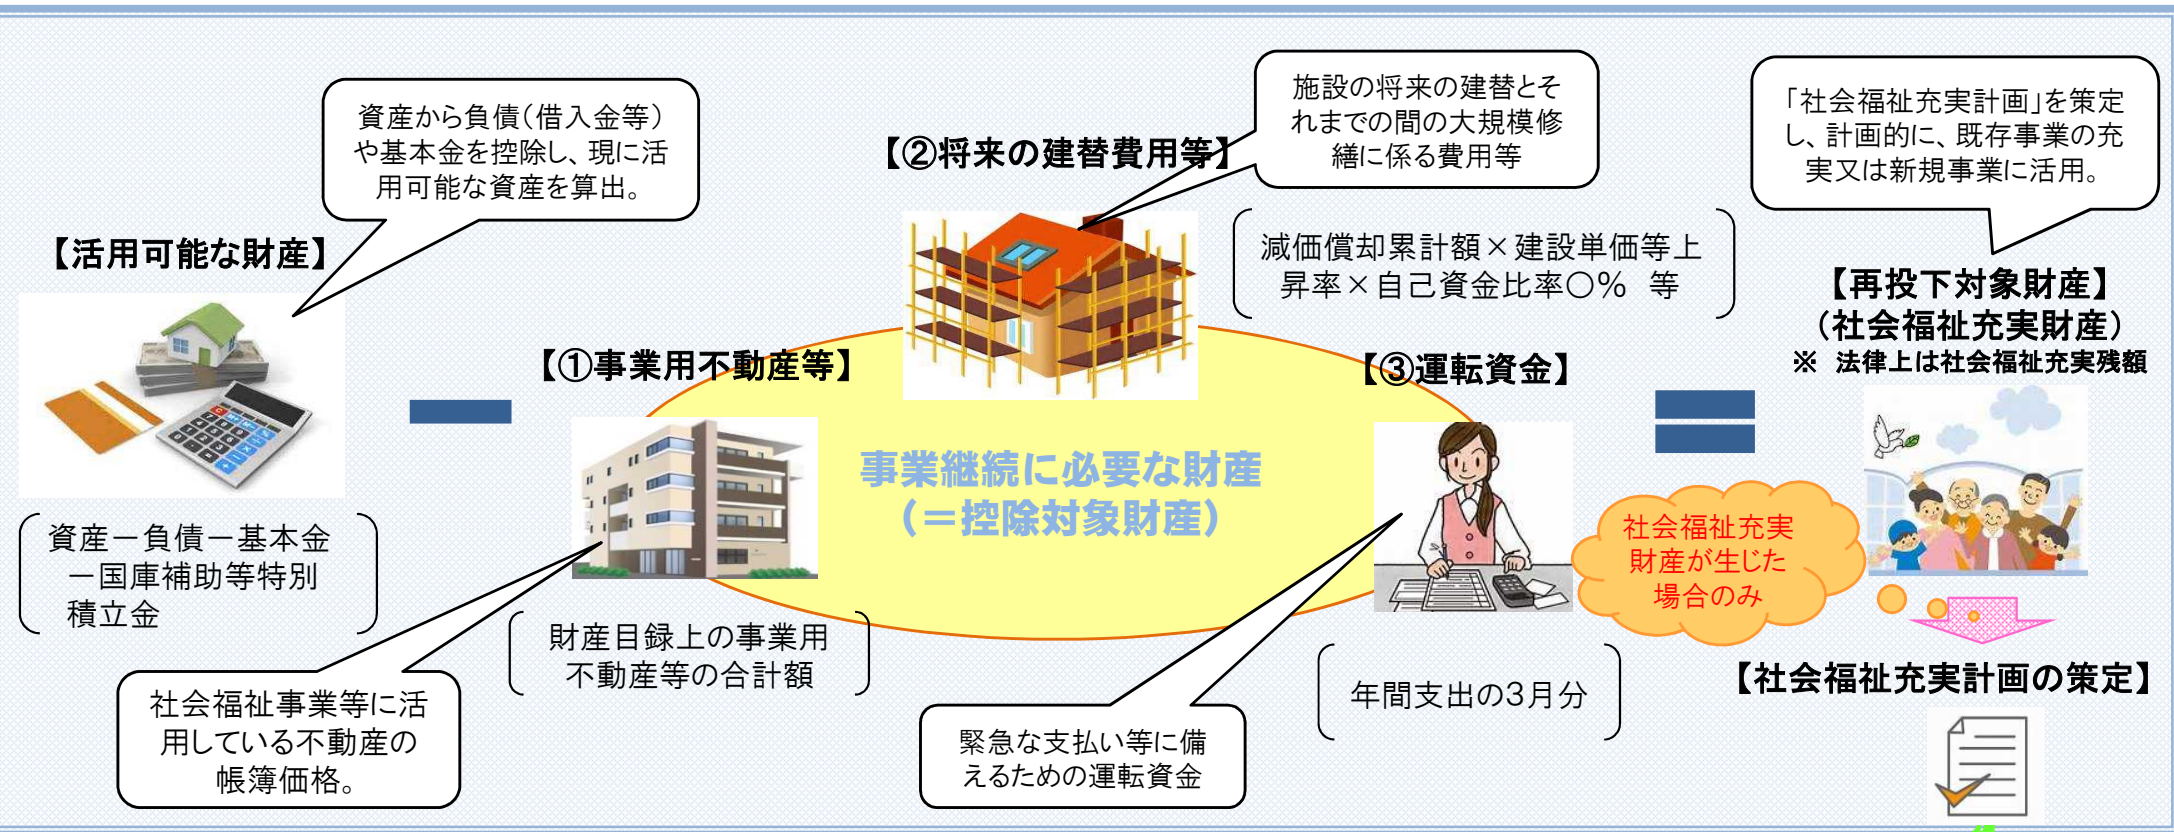 資産から負債(借入金等)
や基本金を控除し、現に活
用可能な資産を算出。
【活用可能な財産】
資産－負債－基本金
－国庫補助等特別
積立金
【①事業用不動産等】
社会福祉事業等に活
用している不動産の
帳簿価格。
財産目録上の事業用
不動産等の合計額
【②将来の建替費用等】
施設の将来の建替とそ
れまでの間の大規模修
繕に係る費用等
減価償却累計額×建設単価等上
昇率×自己資金比率〇% 等
事業継続に必要な財産
(＝控除対象財産)
【③運転資金】
緊急な支払い等に備
えるための運転資金
年間支出の3月分
「社会福祉充実計画」を策定
し、計画的に、既存事業の充
実又は新規事業に活用。
【再投下対象財産】
(社会福祉充実財産)
※ 法律上は社会福祉充実残額
社会福祉充実
財産が生じた
場合のみ
【社会福祉充実計画の策定】